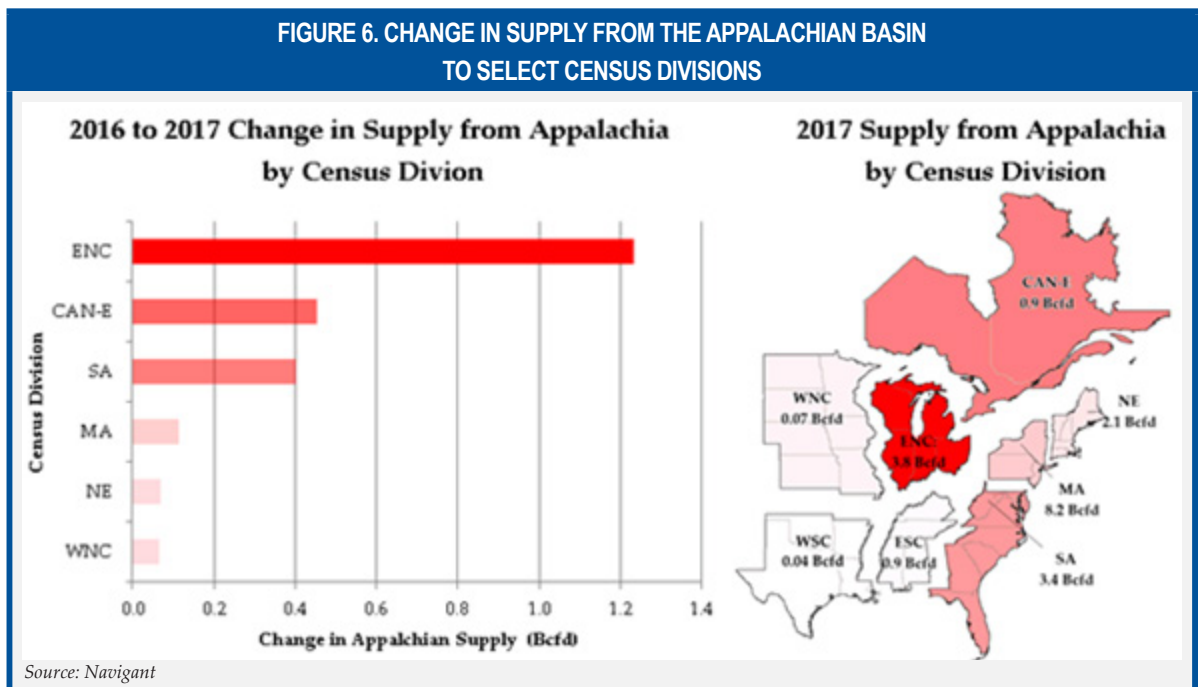 FIGURE 6. CHANGE IN SUPPLY FROM THE APPALACHIAN BASIN
TO SELECT CENSUS DIVISIONS
2016 to 2017 Change in Supply from Appalachia
by Census Divion
Census Division
ENC
CAN-E
SA
MA
NE
WNC
0.0 0.2 0.4 0.6 0.8 1.0 1.2 1.4
Change in Appalchian Supply (Bcfd)
2017 Supply from Appalachia
by Census Division
CAN-E
0.9 Bcfd
WNC
0.07 Bcfd
ENC:
3.8 Bcfd
NE
2.1 Bcfd
MA
8.2 Bcfd
WSC
0.04 Bcfd
ESC
0.9 Bcfd
SA
3.4 Bcfd
Source: Navigant